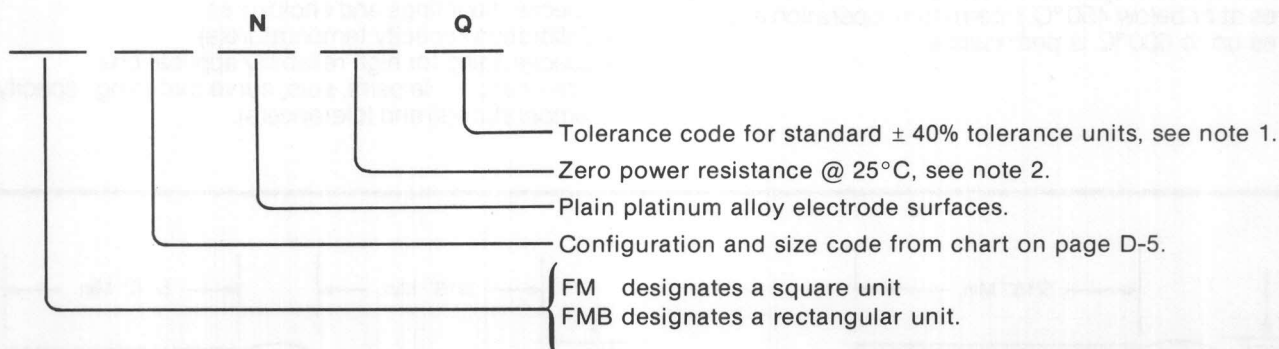 N Q
Tolerance code for standard ± 40% tolerance units, see note 1.
Zero power resistance @ 25°C, see note 2.
Plain platinum alloy electrode surfaces.
Configuration and size code from chart on page D-5.
FM designates a square unit
FMB designates a rectangular unit.